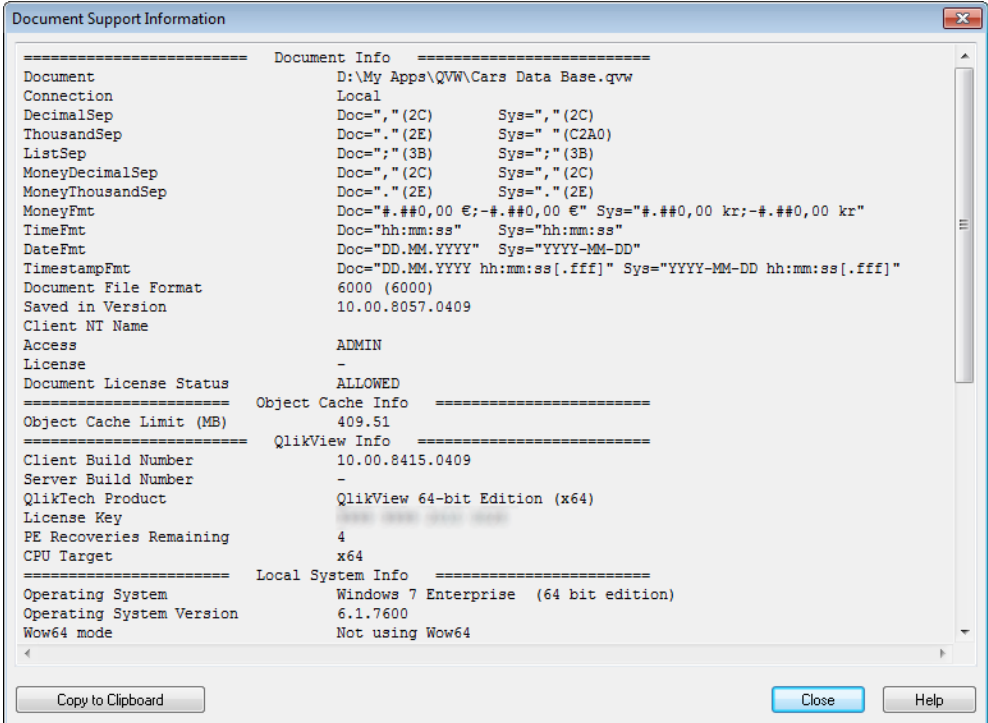 Document Support Information
========================= Document Info ==========================
Document D:\My Apps\QVW\Cars Data Base.qvw
Connection Local
DecimalSep Doc=","(2C) Sys=","(2C)
ThousandSep Doc="."(2E) Sys=" "(C2A0)
ListSep Doc=";"(3B) Sys=";"(3B)
MoneyDecimalSep Doc=","(2C) Sys=","(2C)
MoneyThousandSep Doc="."(2E) Sys="."(2E)
MoneyFmt Doc="#.##0,00 €;-#.##0,00 €" Sys="#.##0,00 kr;-#.##0,00 kr"
TimeFmt Doc="hh:mm:ss" Sys="hh:mm:ss"
DateFmt Doc="DD.MM.YYYY" Sys="YYYY-MM-DD"
TimestampFmt Doc="DD.MM.YYYY hh:mm:ss[.fff]" Sys="YYYY-MM-DD hh:mm:ss[.fff]"
Document File Format 6000 (6000)
Saved in Version 10.00.8057.0409
Client NT Name
Access ADMIN
License -
Document License Status ALLOWED
======================= Object Cache Info ========================
Object Cache Limit (MB) 409.51
========================= QlikView Info ==========================
Client Build Number 10.00.8415.0409
Server Build Number -
QlikTech Product QlikView 64-bit Edition (x64)
License Key
PE Recoveries Remaining 4
CPU Target x64
======================= Local System Info ========================
Operating System Windows 7 Enterprise (64 bit edition)
Operating System Version 6.1.7600
Wow64 mode Not using Wow64
Copy to Clipboard Close Help